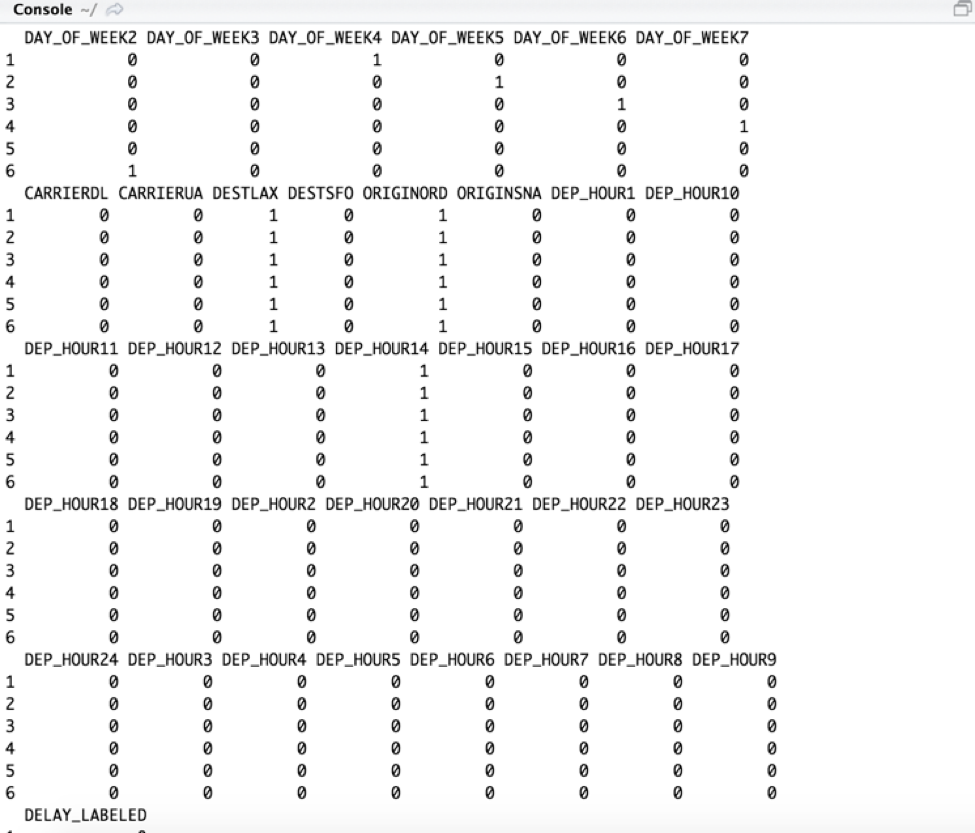 Console ~/
DAY_OF_WEEK2 DAY_OF_WEEK3 DAY_OF_WEEK4 DAY_OF_WEEK5 DAY_OF_WEEK6 DAY_OF_WEEK7
1 0 0 1 0 0 0
2 0 0 0 1 0 0
3 0 0 0 0 1 0
4 0 0 0 0 0 1
5 0 0 0 0 0 0
6 1 0 0 0 0 0
CARRIERDL CARRIERUA DESTLAX DESTSFO ORIGINORD ORIGINSNA DEP_HOUR1 DEP_HOUR10
1 0 0 1 0 1 0 0 0
2 0 0 1 0 1 0 0 0
3 0 0 1 0 1 0 0 0
4 0 0 1 0 1 0 0 0
5 0 0 1 0 1 0 0 0
6 0 0 1 0 1 0 0 0
DEP_HOUR11 DEP_HOUR12 DEP_HOUR13 DEP_HOUR14 DEP_HOUR15 DEP_HOUR16 DEP_HOUR17
1 0 0 0 1 0 0 0
2 0 0 0 1 0 0 0
3 0 0 0 1 0 0 0
4 0 0 0 1 0 0 0
5 0 0 0 1 0 0 0
6 0 0 0 1 0 0 0
DEP_HOUR18 DEP_HOUR19 DEP_HOUR2 DEP_HOUR20 DEP_HOUR21 DEP_HOUR22 DEP_HOUR23
1 0 0 0 0 0 0 0
2 0 0 0 0 0 0 0
3 0 0 0 0 0 0 0
4 0 0 0 0 0 0 0
5 0 0 0 0 0 0 0
6 0 0 0 0 0 0 0
DEP_HOUR24 DEP_HOUR3 DEP_HOUR4 DEP_HOUR5 DEP_HOUR6 DEP_HOUR7 DEP_HOUR8 DEP_HOUR9
1 0 0 0 0 0 0 0 0
2 0 0 0 0 0 0 0 0
3 0 0 0 0 0 0 0 0
4 0 0 0 0 0 0 0 0
5 0 0 0 0 0 0 0 0
6 0 0 0 0 0 0 0 0
DELAY_LABELED